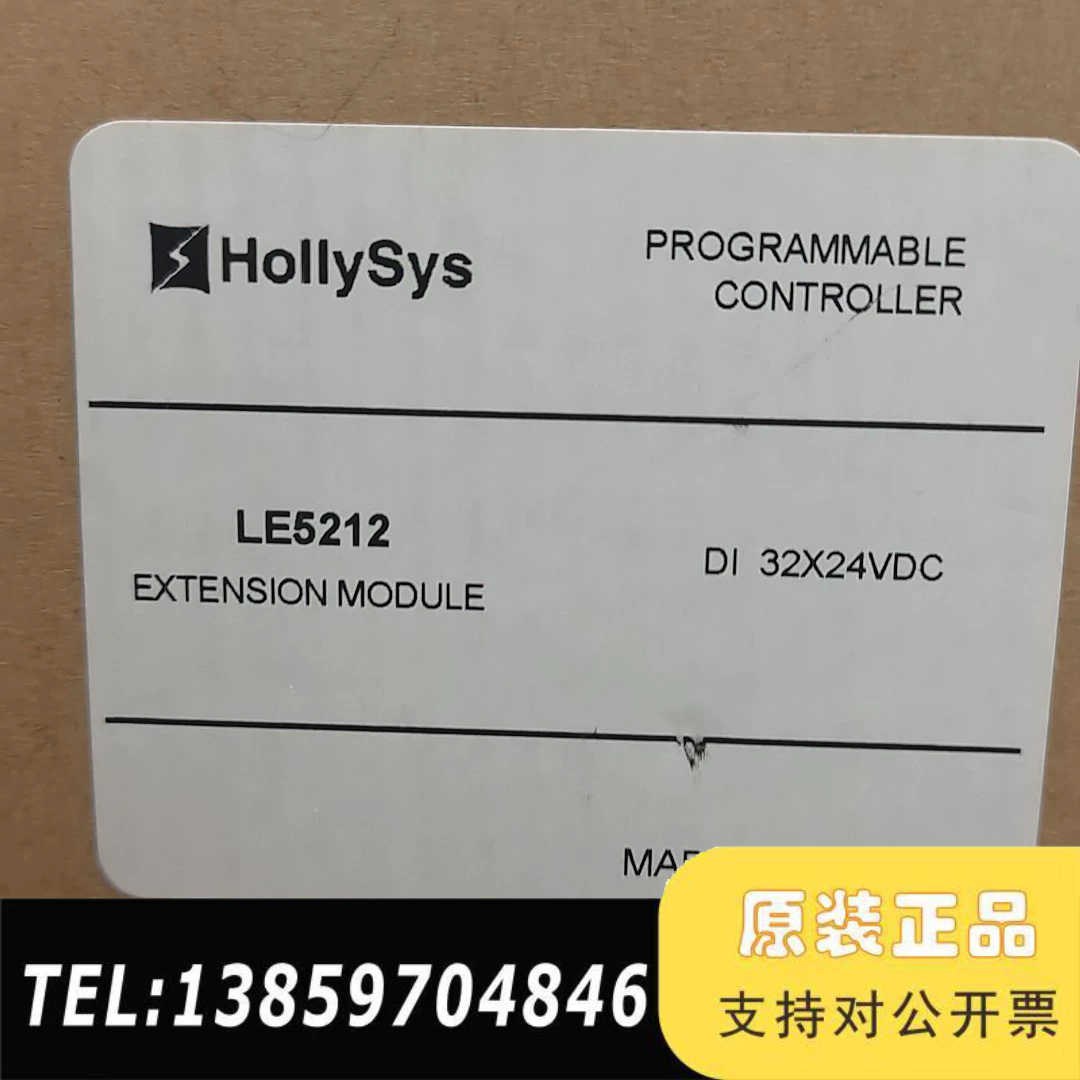 HollySys
PROGRAMMABLE
CONTROLLER
LE5212
EXTENSION MODULE
DI 32X24VDC
TEL:13859704846
原装正品
支持对公开票